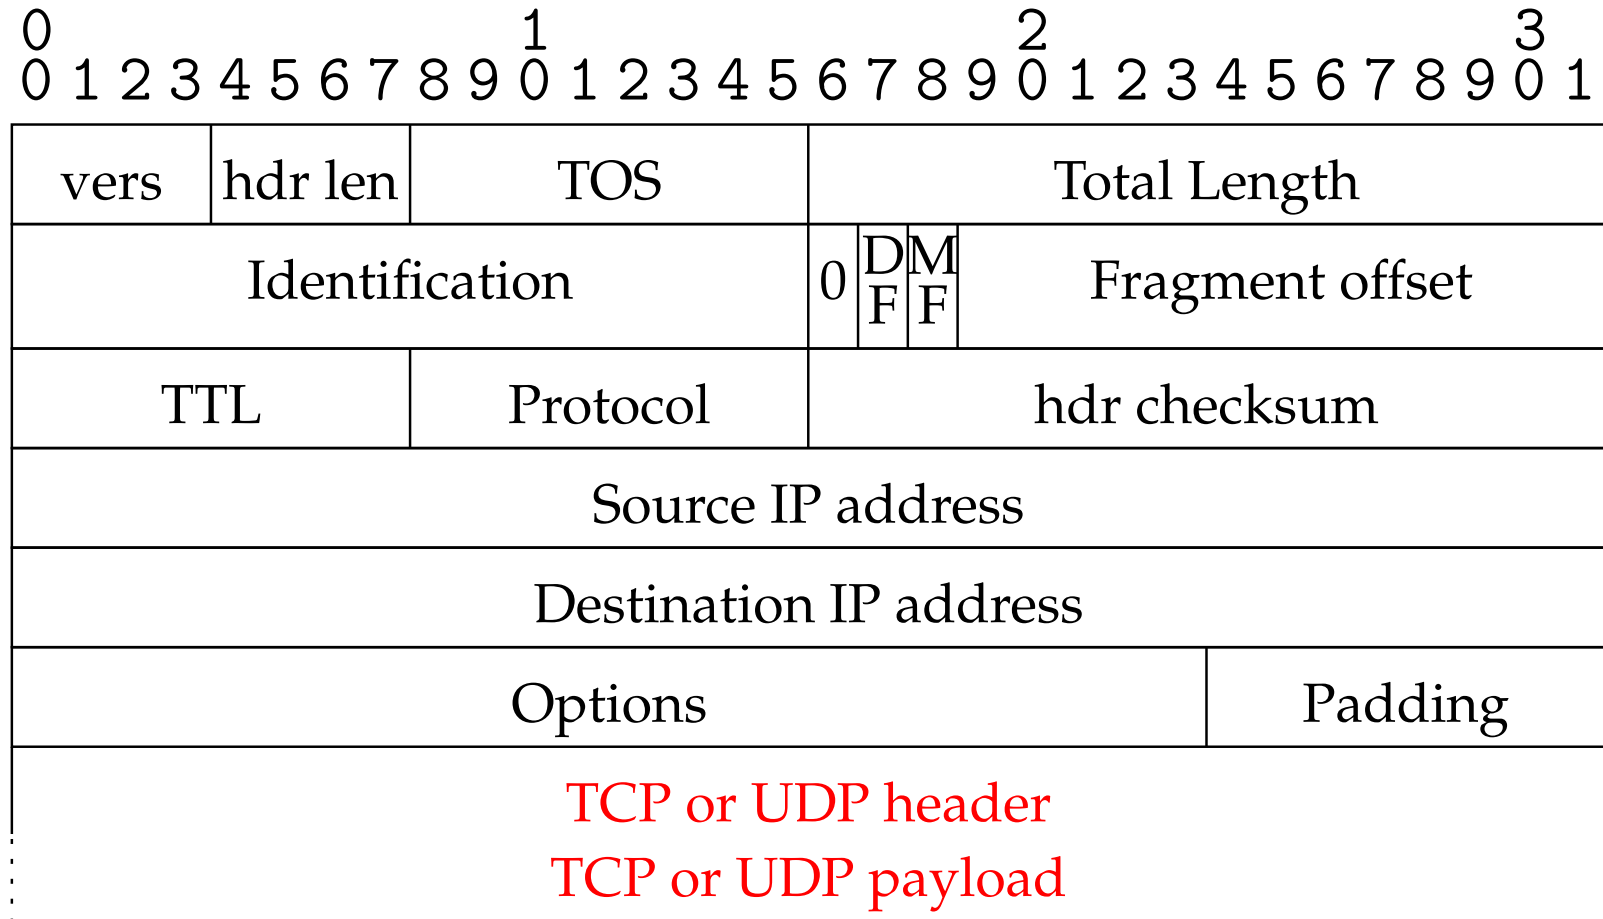 0 1 2 3
0 1 2 3 4 5 6 7 8 9 0 1 2 3 4 5 6 7 8 9 0 1 2 3 4 5 6 7 8 9 0 1
vers hdr len TOS Total Length
Identification 0 DF MF Fragment offset
TTL Protocol hdr checksum
Source IP address
Destination IP address
Options Padding
TCP or UDP header
TCP or UDP payload